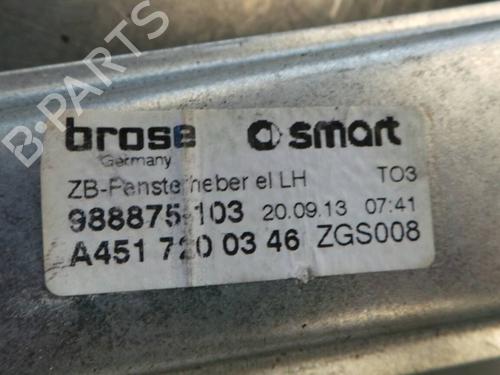 B-PARTS
brose smart
Germany
ZB-Fensterheber el LH TO3
988875-103 20.09.13 07:41
A451 720 03 46 ZGS008